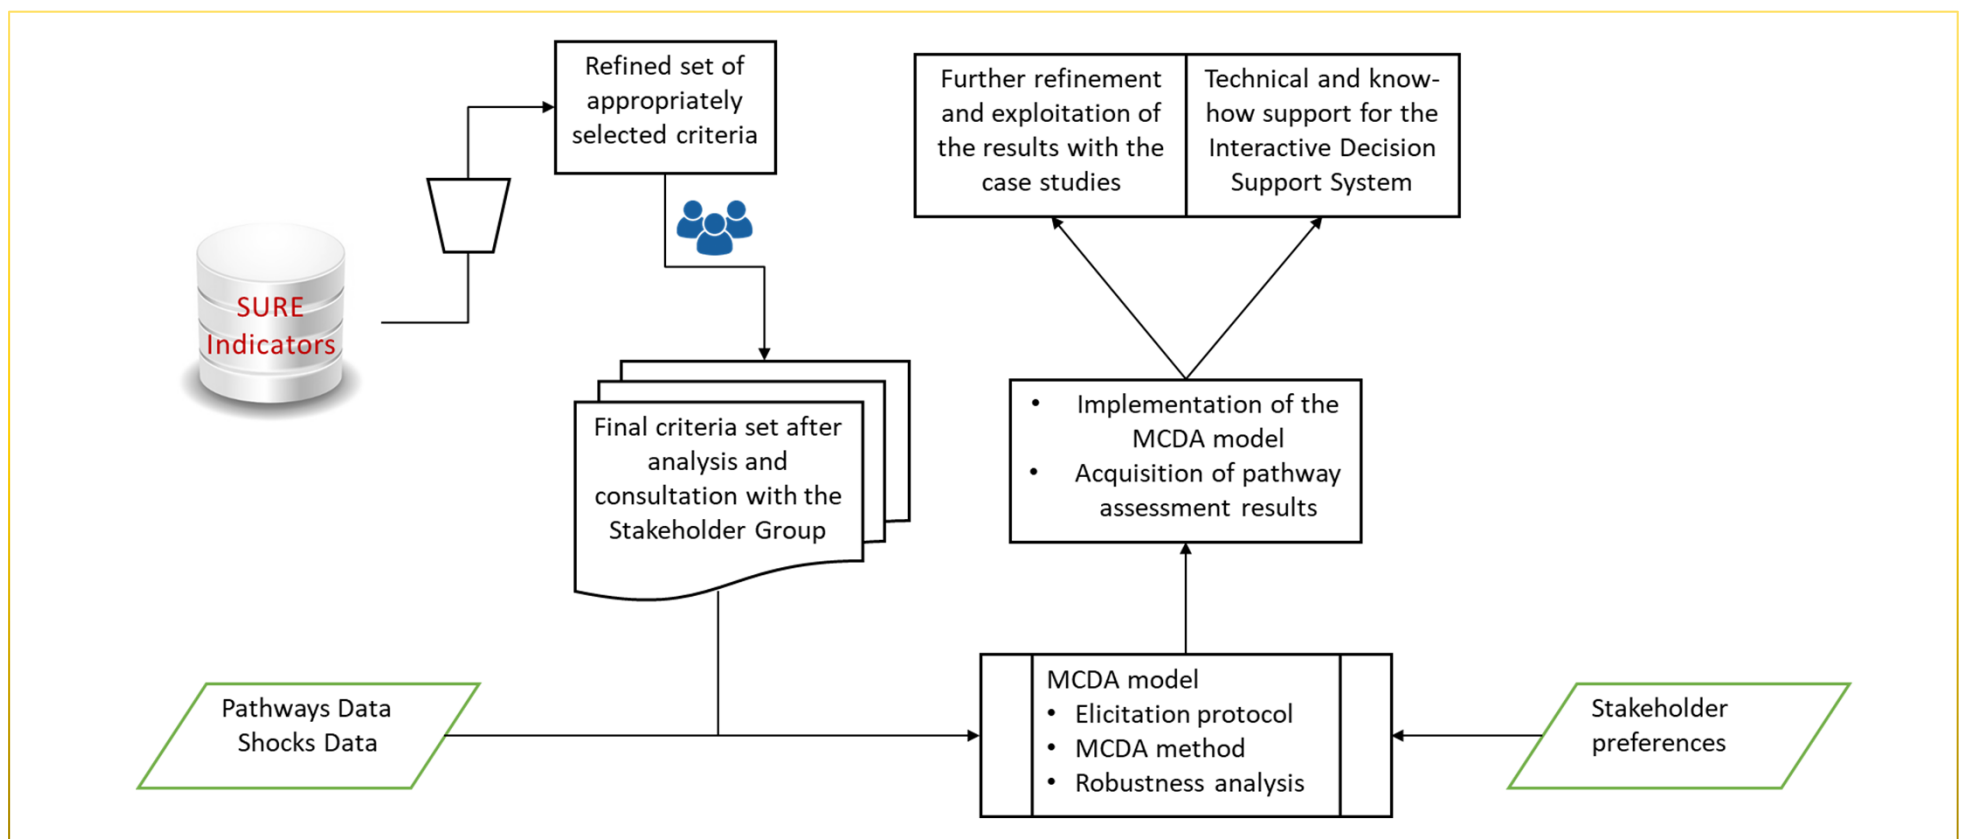 Refined set of
appropriately
selected criteria
Further refinement
and exploitation of
the results with the
case studies
Technical and know-
how support for the
Interactive Decision
Support System
SURE
Indicators
Final criteria set after
analysis and
consultation with the
Stakeholder Group
• Implementation of the
MCDA model
• Acquisition of pathway
assessment results
Pathways Data
Shocks Data
MCDA model
• Elicitation protocol
• MCDA method
• Robustness analysis
Stakeholder
preferences